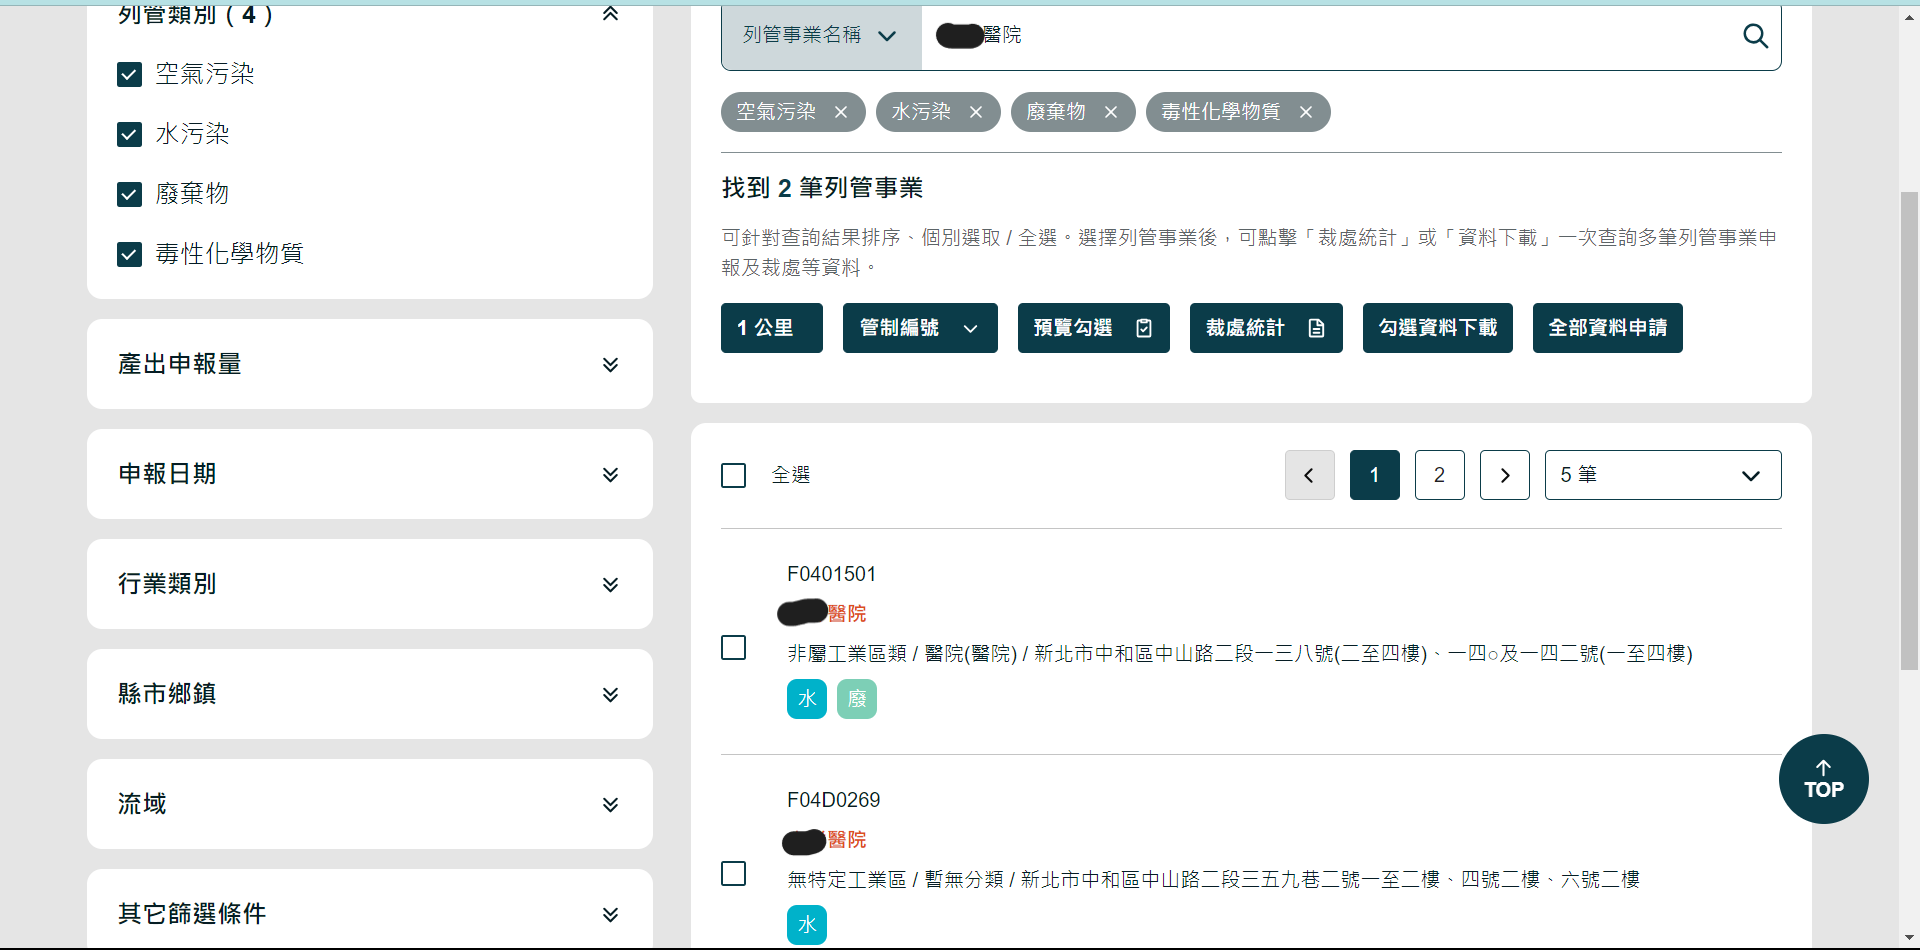 列管類別 ( 4 )
空氣污染
水污染
廢棄物
毒性化學物質
產出申報量
申報日期
行業類別
縣市鄉鎮
流域
其它篩選條件
列管事業名稱 醫院
空氣污染 × 水污染 × 廢棄物 × 毒性化學物質 ×
找到 2 筆列管事業
可針對查詢結果排序、個別選取 / 全選。選擇列管事業後，可點擊「裁處統計」或「資料下載」一次查詢多筆列管事業申
報及裁處等資料。
1 公里 管制編號 預覽勾選 裁處統計 勾選資料下載 全部資料申請
全選 1 2 5 筆
F0401501
醫院
非屬工業區類 / 醫院(醫院) / 新北市中和區中山路二段一三八號(二至四樓)、一四○及一四二號(一至四樓)
水 廢
F04D0269
醫院
無特定工業區 / 暫無分類 / 新北市中和區中山路二段三五九巷二號一至二樓、四號二樓、六號二樓
水
TOP